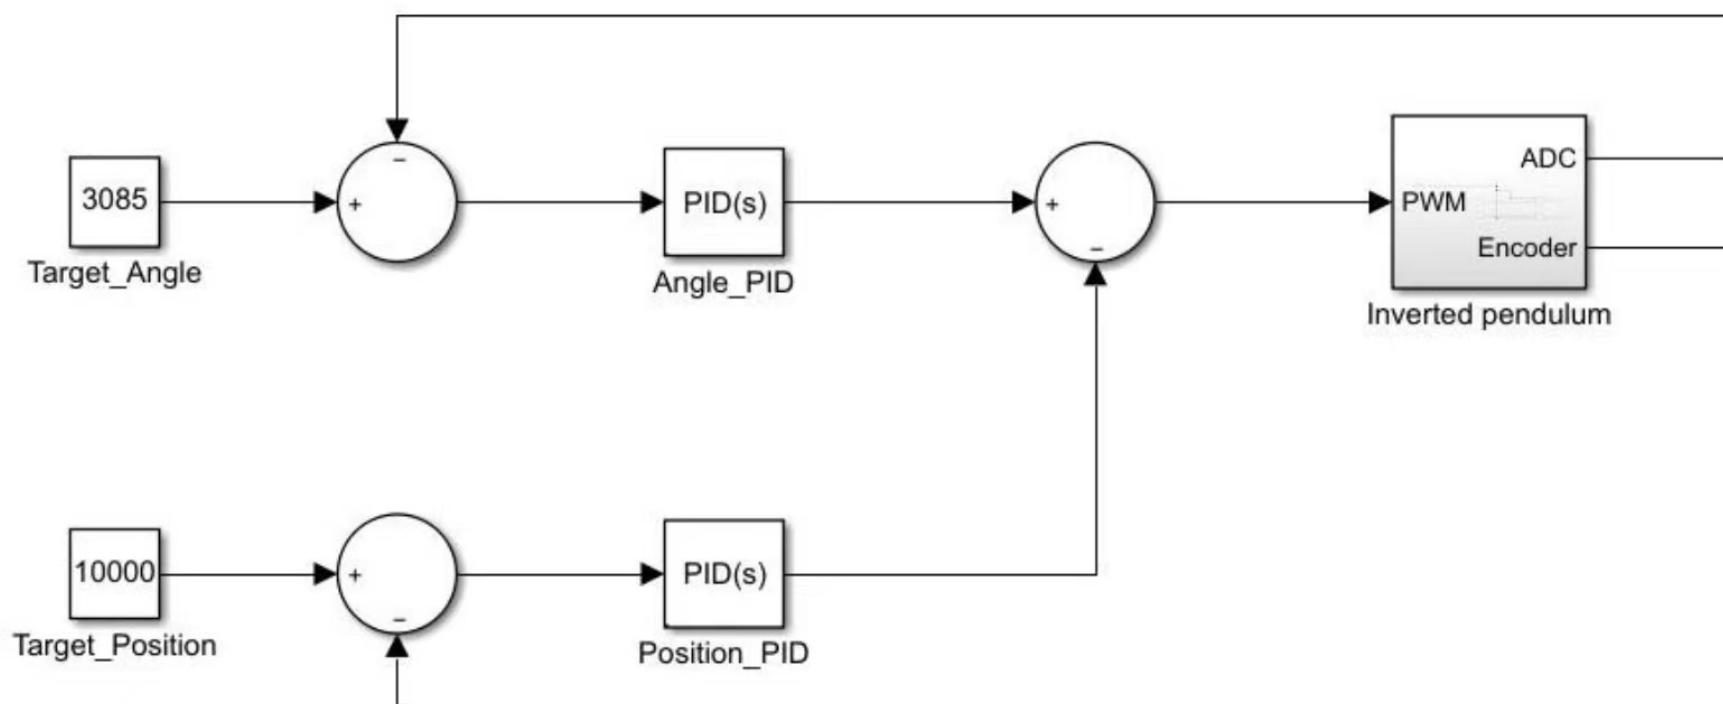 −
3085
+
Target_Angle
PID(s)
Angle_PID
+
−
ADC
PWM
Encoder
Inverted pendulum
10000
+
−
Target_Position
PID(s)
Position_PID